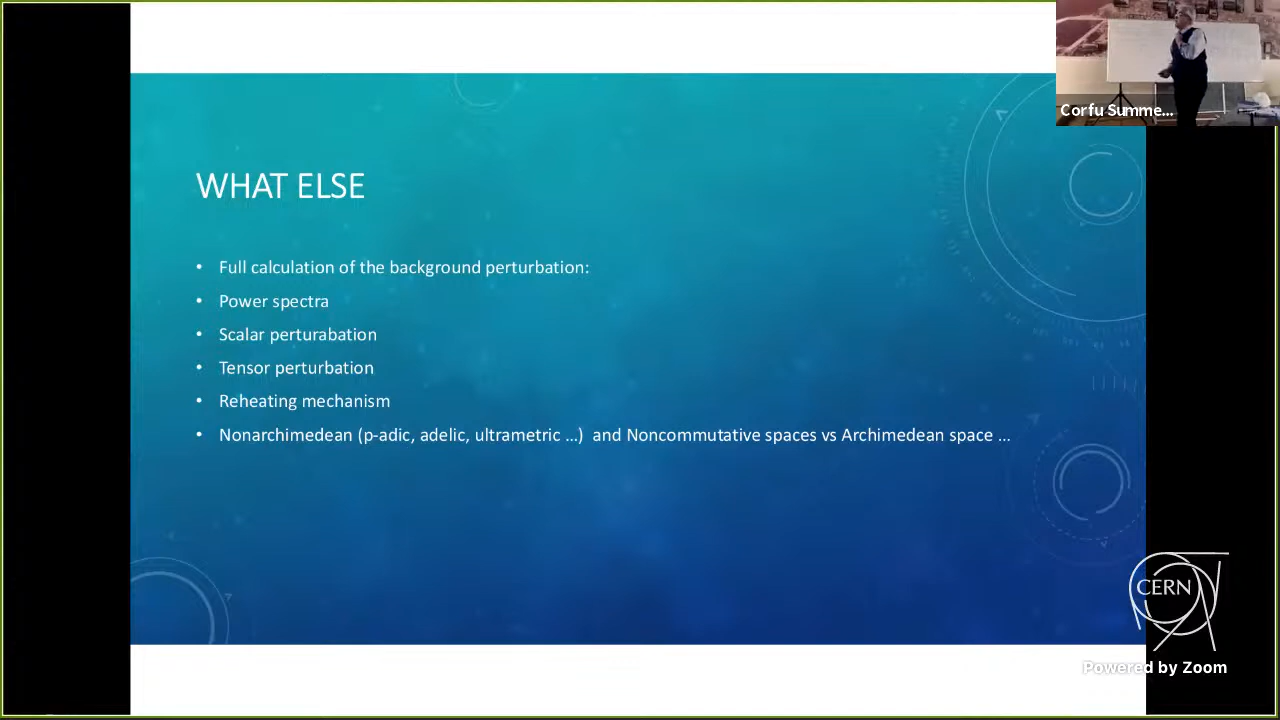 Corfu Summe...
WHAT ELSE
• Full calculation of the background perturbation:
• Power spectra
• Scalar perturabation
• Tensor perturbation
• Reheating mechanism
• Nonarchimedean (p-adic, adelic, ultrametric ...) and Noncommutative spaces vs Archimedean space ...
CERN
Powered by Zoom